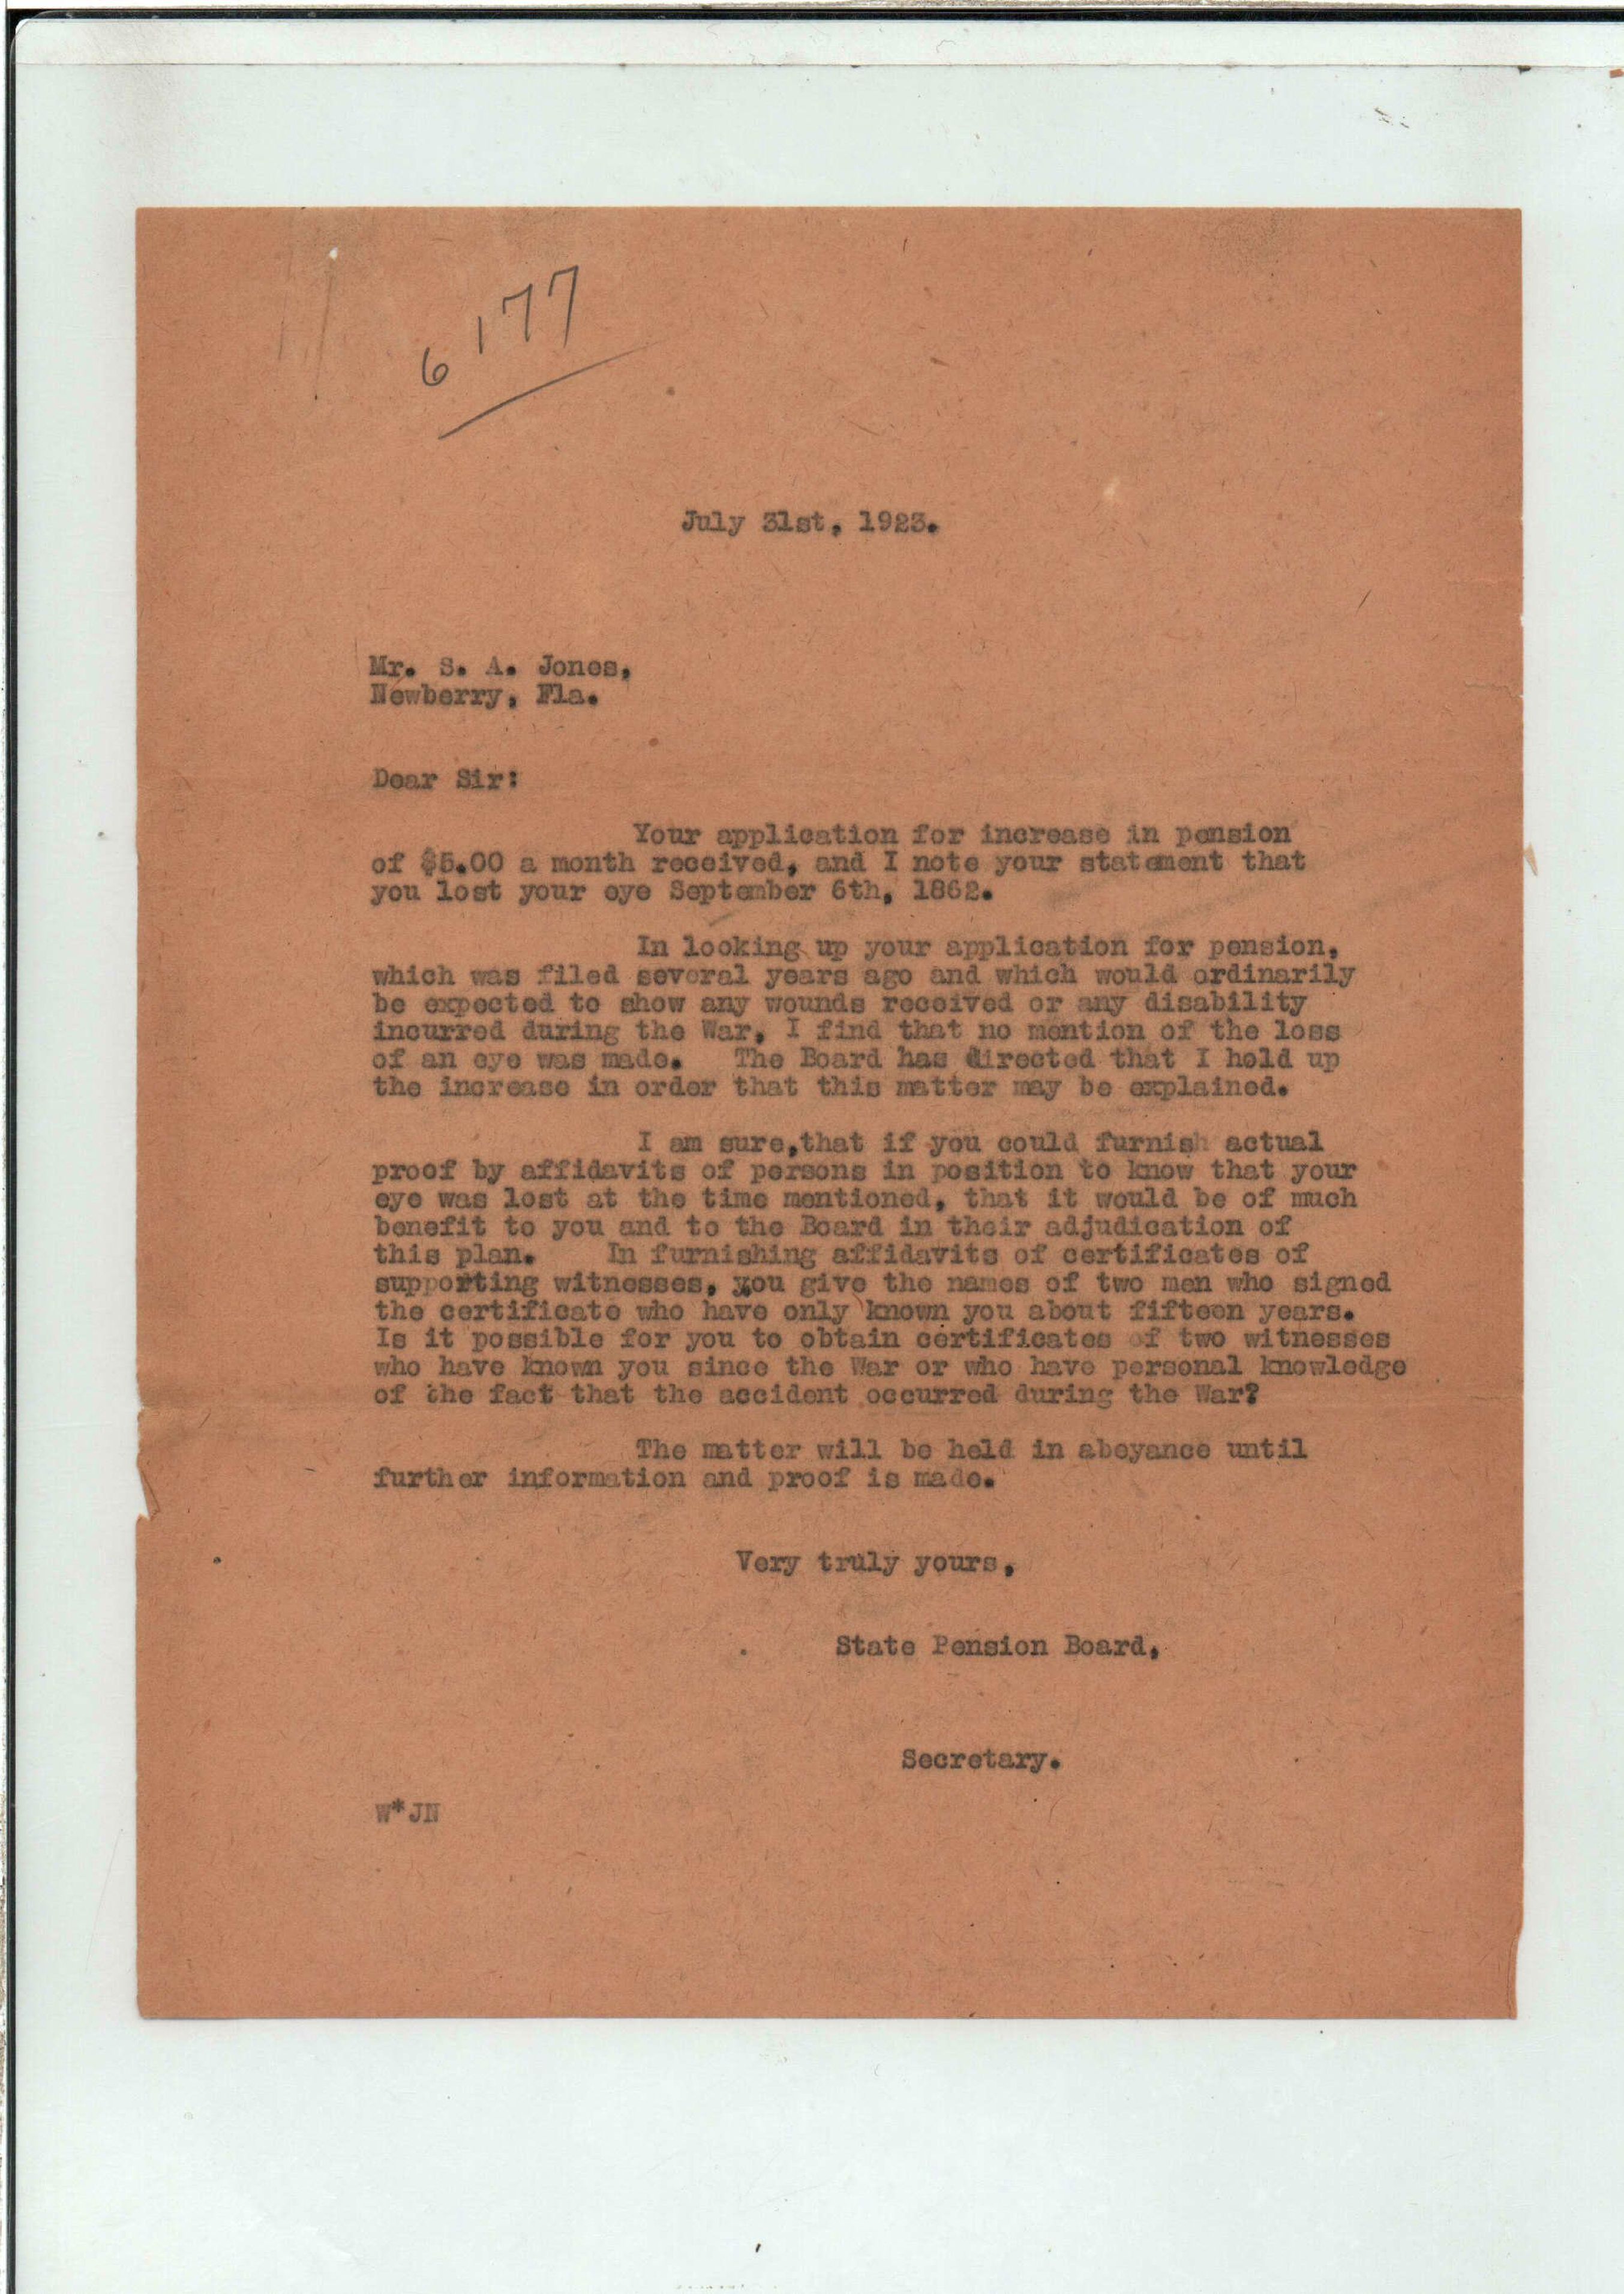 6177
July 31st, 1923.
Mr. S. A. Jones,
Newberry, Fla.
Dear Sir:
Your application for increase in pension
of $5.00 a month received, and I note your statement that
you lost your eye September 6th, 1862.
In looking up your application for pension,
which was filed several years ago and which would ordinarily
be expected to show any wounds received or any disability
incurred during the War, I find that no mention of the loss
of an eye was made. The Board has directed that I hold up
the increase in order that this matter may be explained.
I am sure,that if you could furnish actual
proof by affidavits of persons in position to know that your
eye was lost at the time mentioned, that it would be of much
benefit to you and to the Board in their adjudication of
this plan. In furnishing affidavits of certificates of
supporting witnesses, you give the names of two men who signed
the certificate who have only known you about fifteen years.
Is it possible for you to obtain certificates of two witnesses
who have known you since the War or who have personal knowledge
of the fact that the accident occurred during the War?
The matter will be held in abeyance until
further information and proof is made.
Very truly yours,
State Pension Board,
Secretary.
W*JN